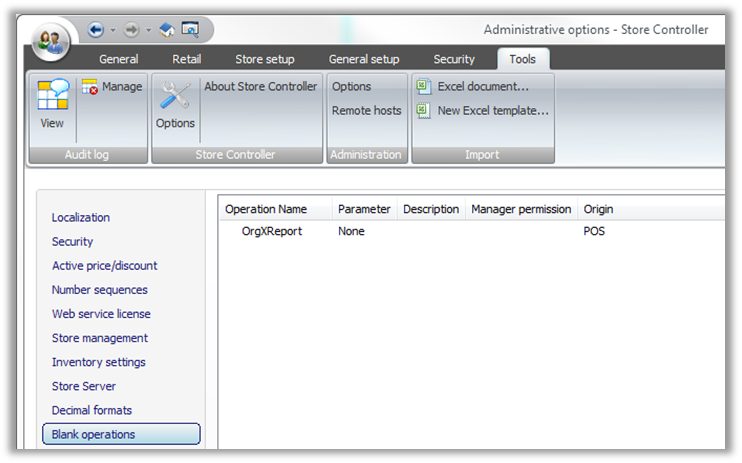 Administrative options - Store Controller
General Retail Store setup General setup Security Tools
View Manage Options About Store Controller Options Remote hosts Excel document... New Excel template...
Audit log Store Controller Administration Import
Localization
Security
Active price/discount
Number sequences
Web service license
Store management
Inventory settings
Store Server
Decimal formats
Blank operations
Operation Name Parameter Description Manager permission Origin
OrgXReport None POS